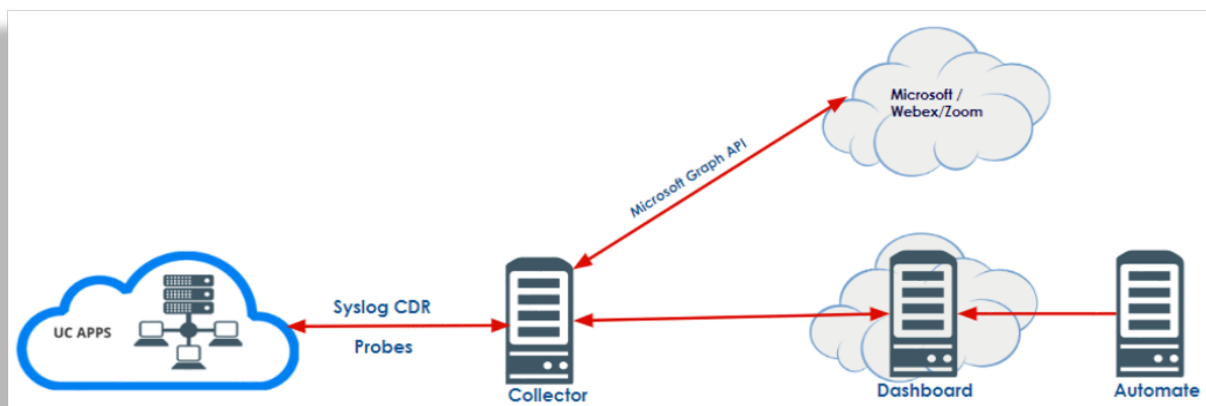 Microsoft /
Webex/Zoom
Microsoft Graph API
UC APPS
Syslog CDR
Probes
Collector
Dashboard
Automate